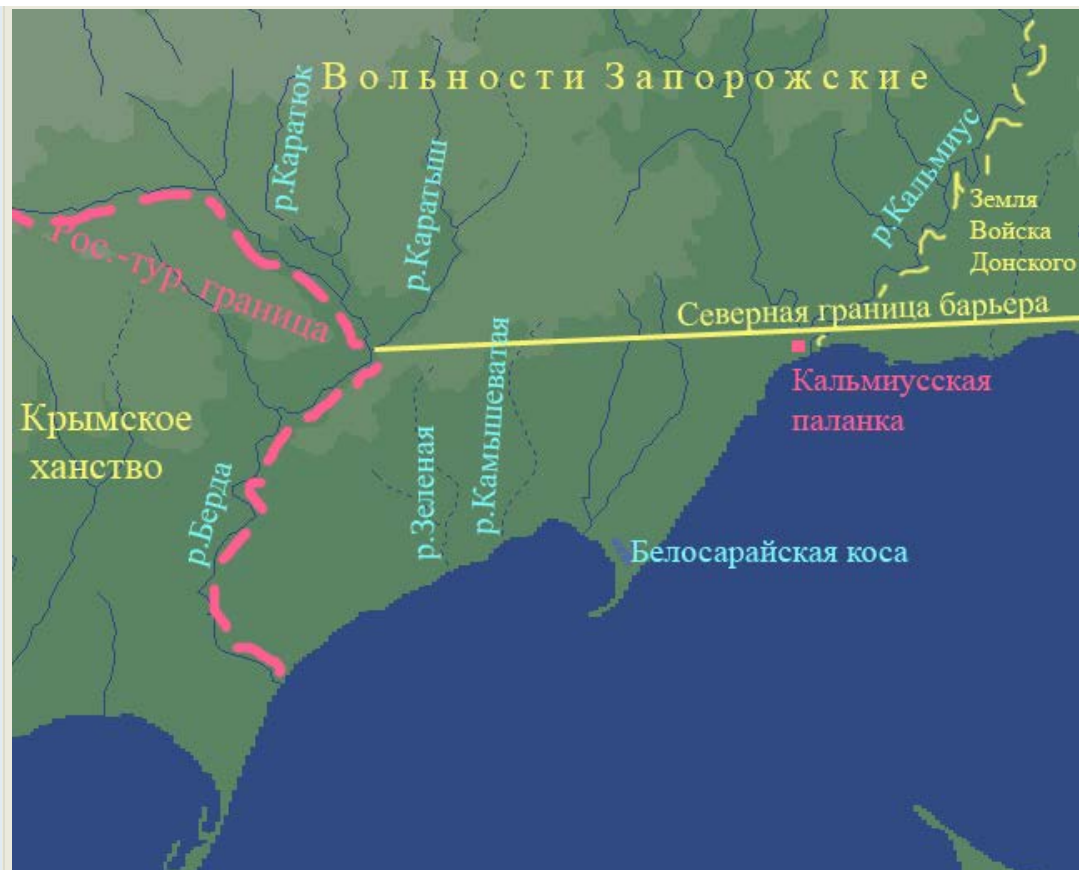 Вольности Запорожские
р.Каратюк
р.Каратыш
р.Кальмиус
Земля
Войска
Донского
Рос.-тур. граница
Северная граница барьера
Кальмиусская
паланка
Крымское
ханство
р.Берда
р.Зеленая
р.Камышеватая
Белосарайская коса